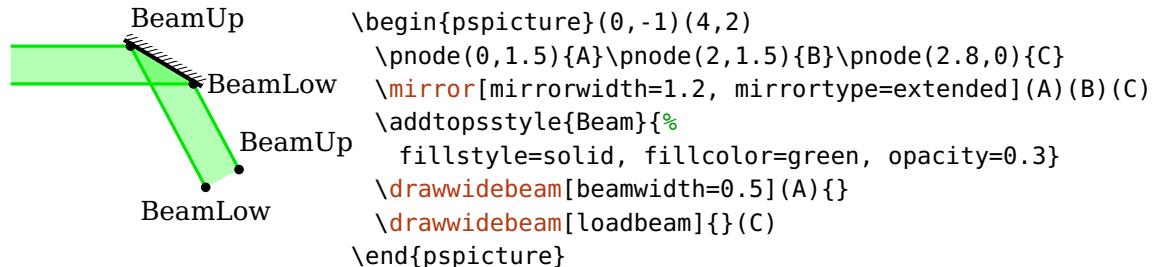 BeamUp
BeamLow
BeamUp
BeamLow
\begin{pspicture}(0,-1)(4,2)
  \pnode(0,1.5){A}\pnode(2,1.5){B}\pnode(2.8,0){C}
  \mirror[mirrorwidth=1.2, mirrortype=extended](A)(B)(C)
  \addtopsstyle{Beam}{%
    fillstyle=solid, fillcolor=green, opacity=0.3}
  \drawwidebeam[beamwidth=0.5](A){}
  \drawwidebeam[loadbeam]{}(C)
\end{pspicture}